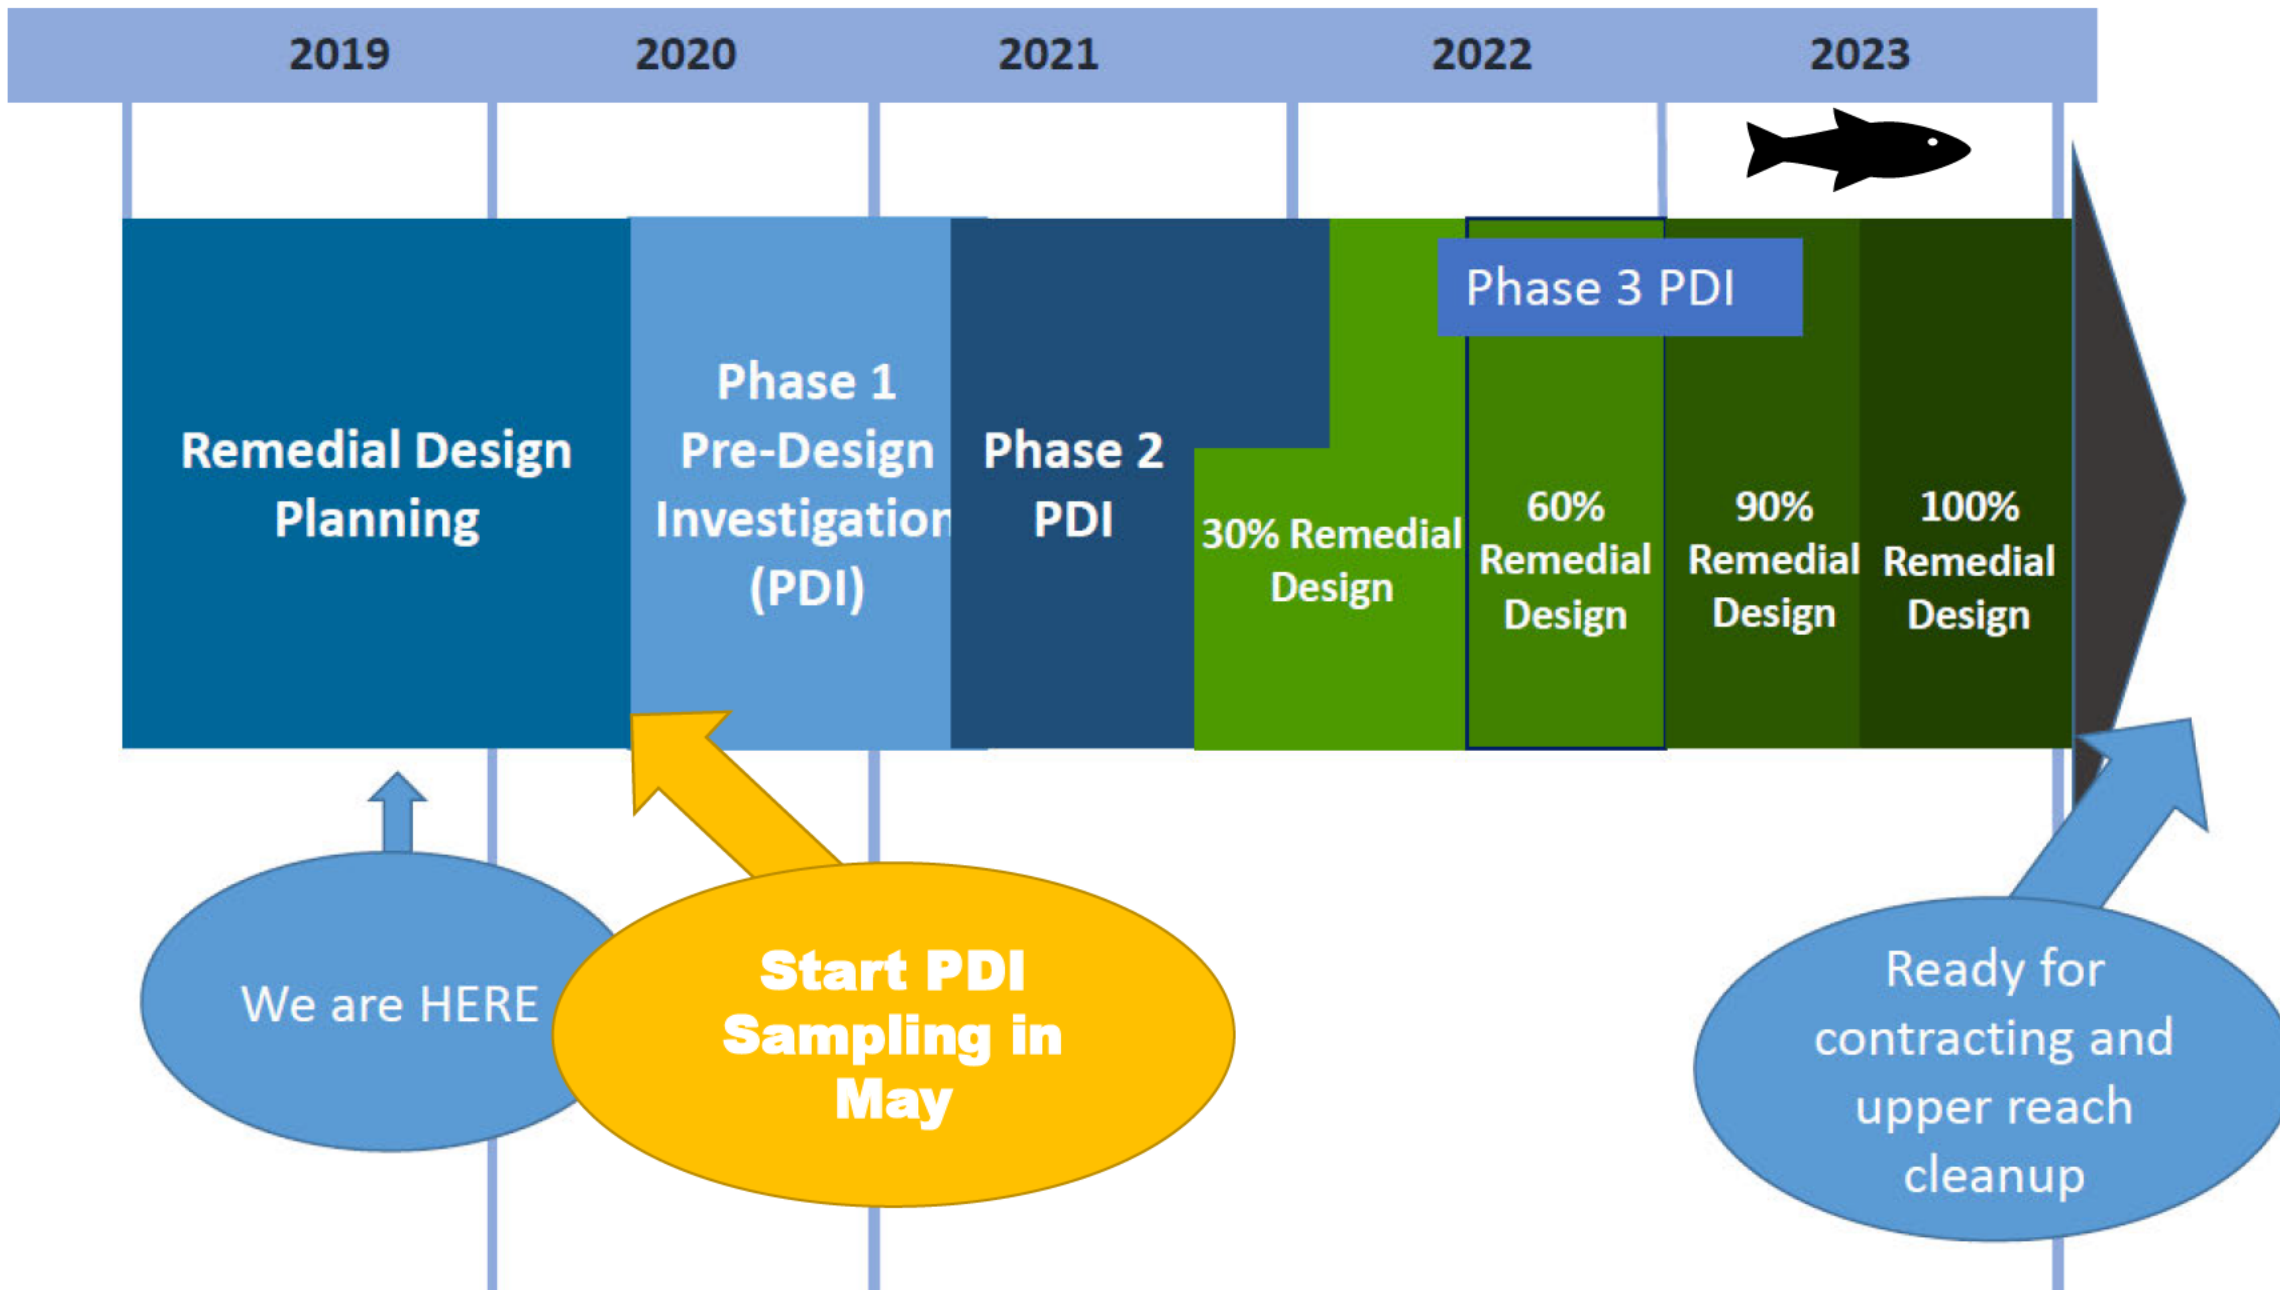 2019 2020 2021 2022 2023
Phase 3 PDI
Remedial Design
Planning
Phase 1
Pre-Design
Investigation
(PDI)
Phase 2
PDI
30% Remedial
Design
60%
Remedial
Design
90%
Remedial
Design
100%
Remedial
Design
We are HERE
Start PDI
Sampling in
May
Ready for
contracting and
upper reach
cleanup